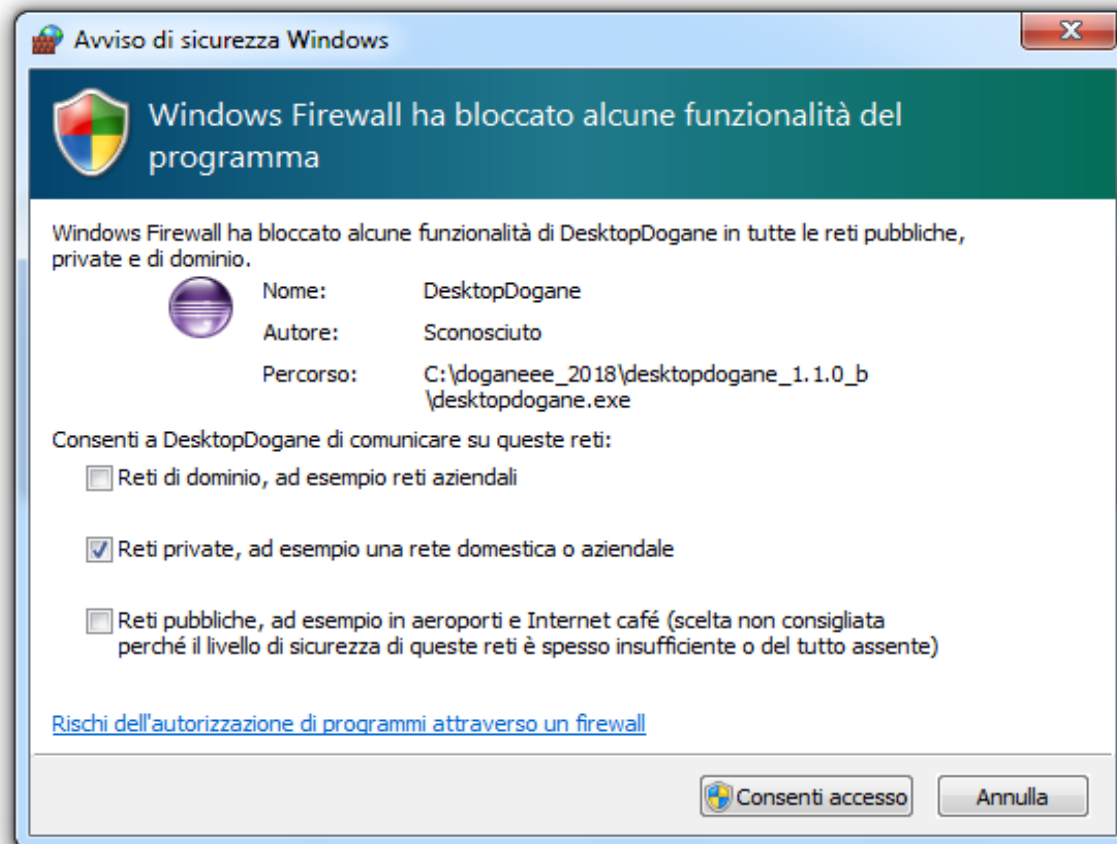 Avviso di sicurezza Windows
Windows Firewall ha bloccato alcune funzionalità del
programma
Windows Firewall ha bloccato alcune funzionalità di DesktopDogane in tutte le reti pubbliche,
private e di dominio.
Nome: DesktopDogane
Autore: Sconosciuto
Percorso: C:\doganeee_2018\desktopdogane_1.1.0_b
\desktopdogane.exe
Consenti a DesktopDogane di comunicare su queste reti:
Reti di dominio, ad esempio reti aziendali
Reti private, ad esempio una rete domestica o aziendale
Reti pubbliche, ad esempio in aeroporti e Internet café (scelta non consigliata
perché il livello di sicurezza di queste reti è spesso insufficiente o del tutto assente)
Rischi dell'autorizzazione di programmi attraverso un firewall
Consenti accesso Annulla